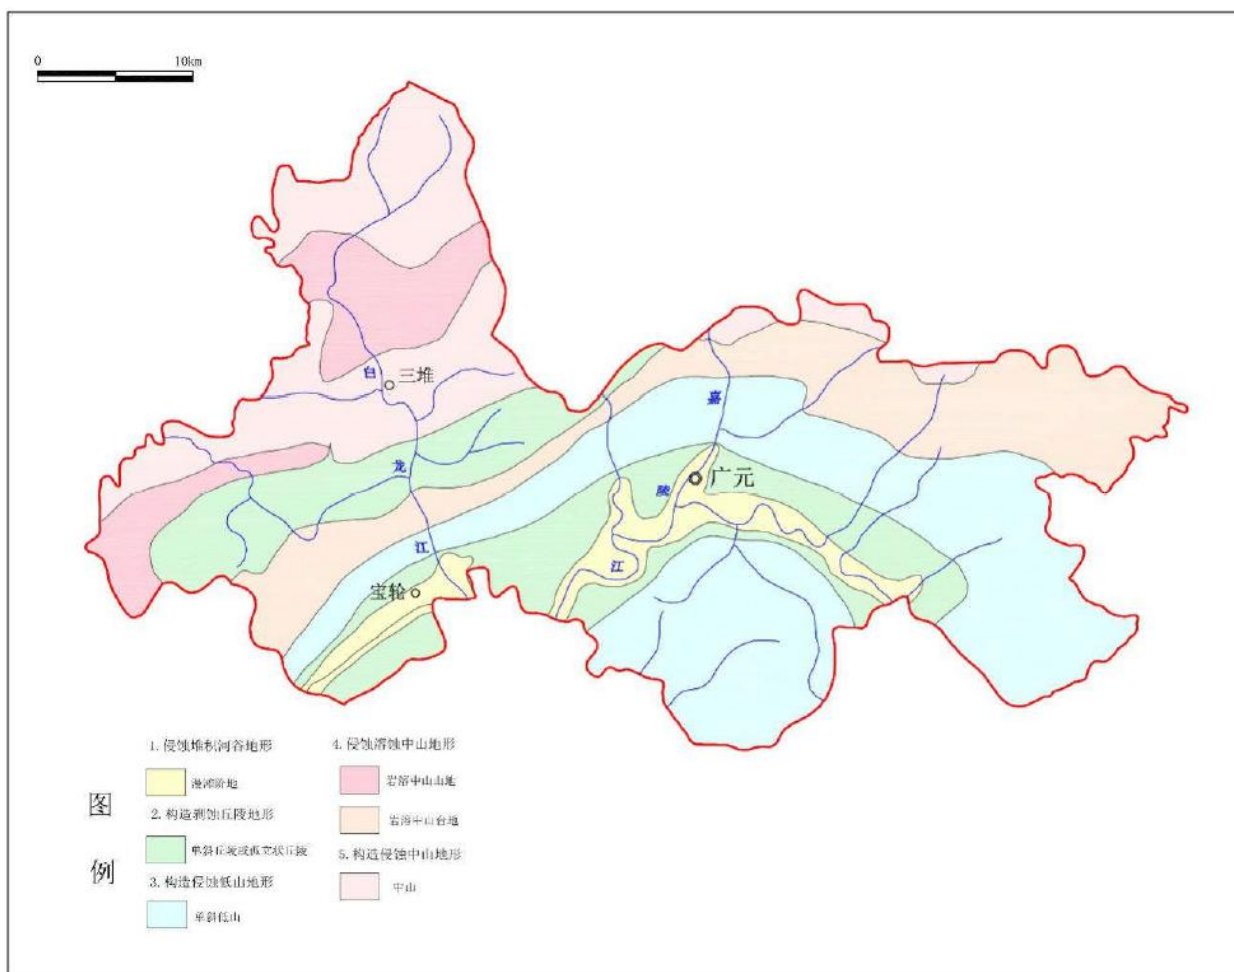 0 10km
白
三堆
嘉
龙
陵
广元
江
江
宝轮
图
例
1. 侵蚀堆积河谷地形
漫滩阶地
2. 构造剥蚀丘陵地形
单斜丘陵或孤立状丘陵
3. 构造侵蚀低山地形
单斜低山
4. 侵蚀溶蚀中山地形
岩溶中山山地
岩溶中山台地
5. 构造侵蚀中山地形
中山